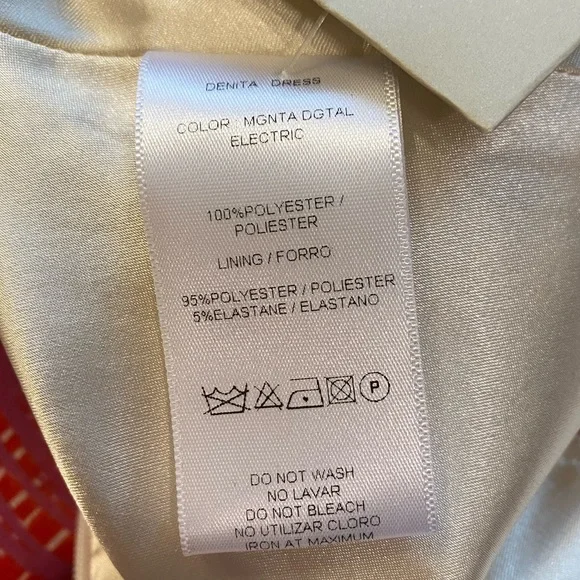 DENITA DRESS
COLOR : MGNTA DGTAL
ELECTRIC
100%POLYESTER /
POLIESTER
LINING / FORRO
95%POLYESTER / POLIESTER
5%ELASTANE / ELASTANO
P
DO NOT WASH
NO LAVAR
DO NOT BLEACH
NO UTILIZAR CLORO
IRON AT MAXIMUM